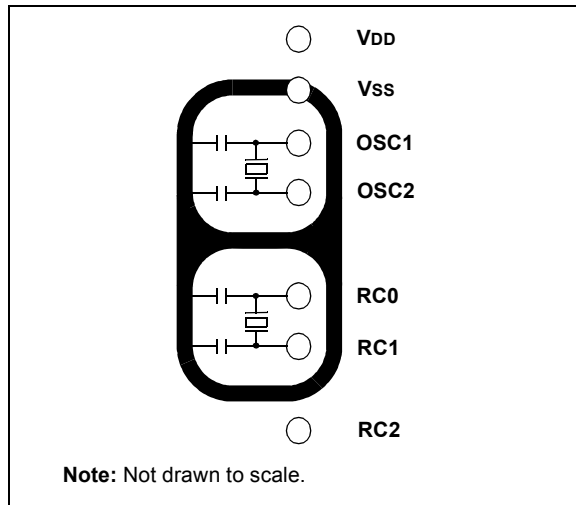 VDD
VSS
OSC1
OSC2
RC0
RC1
RC2
Note: Not drawn to scale.